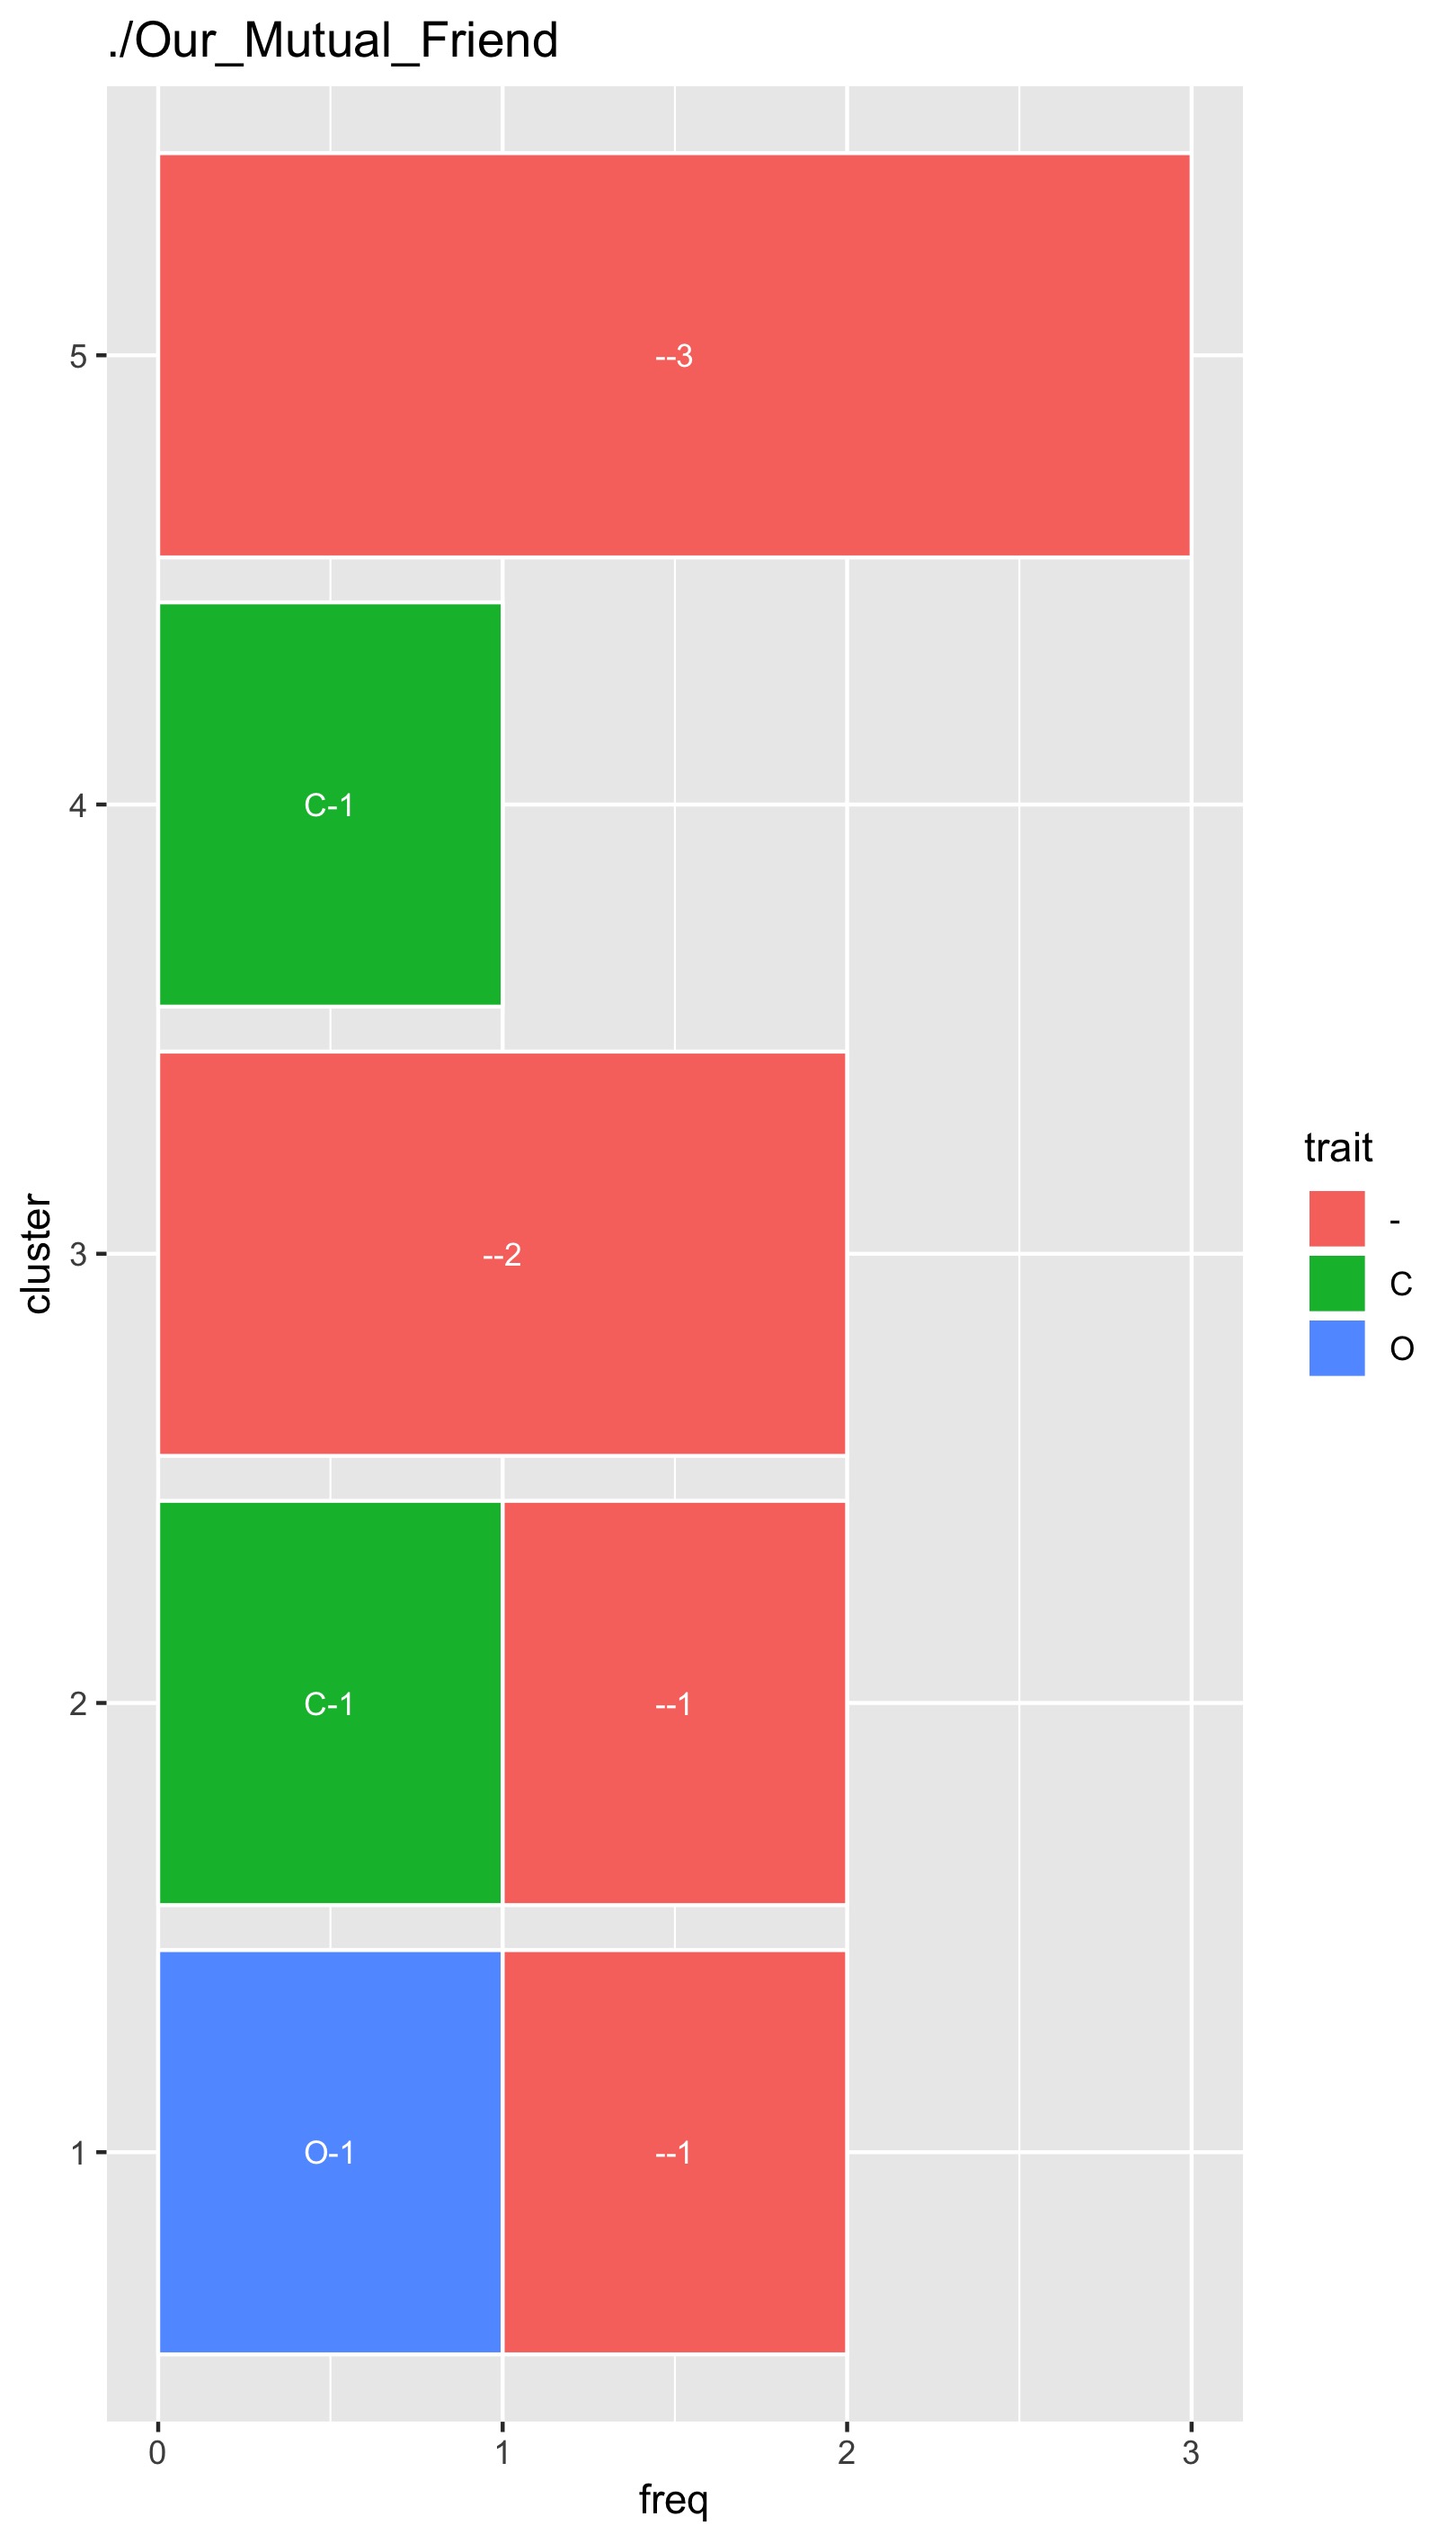 ./Our_Mutual_Friend
5
--3
4
C-1
3
--2
2
C-1 --1
1
O-1 --1
0 1 2 3
freq
cluster
trait
-
C
O